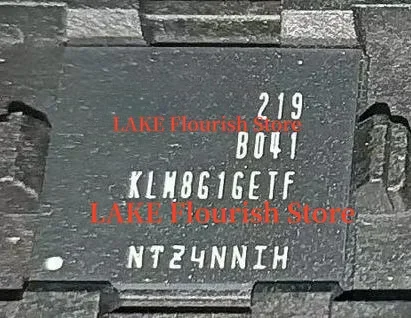 219
LAKE Flourish Store
B041
KLM8G1GETF
LAKE Flourish Store
NTZ4NNIH